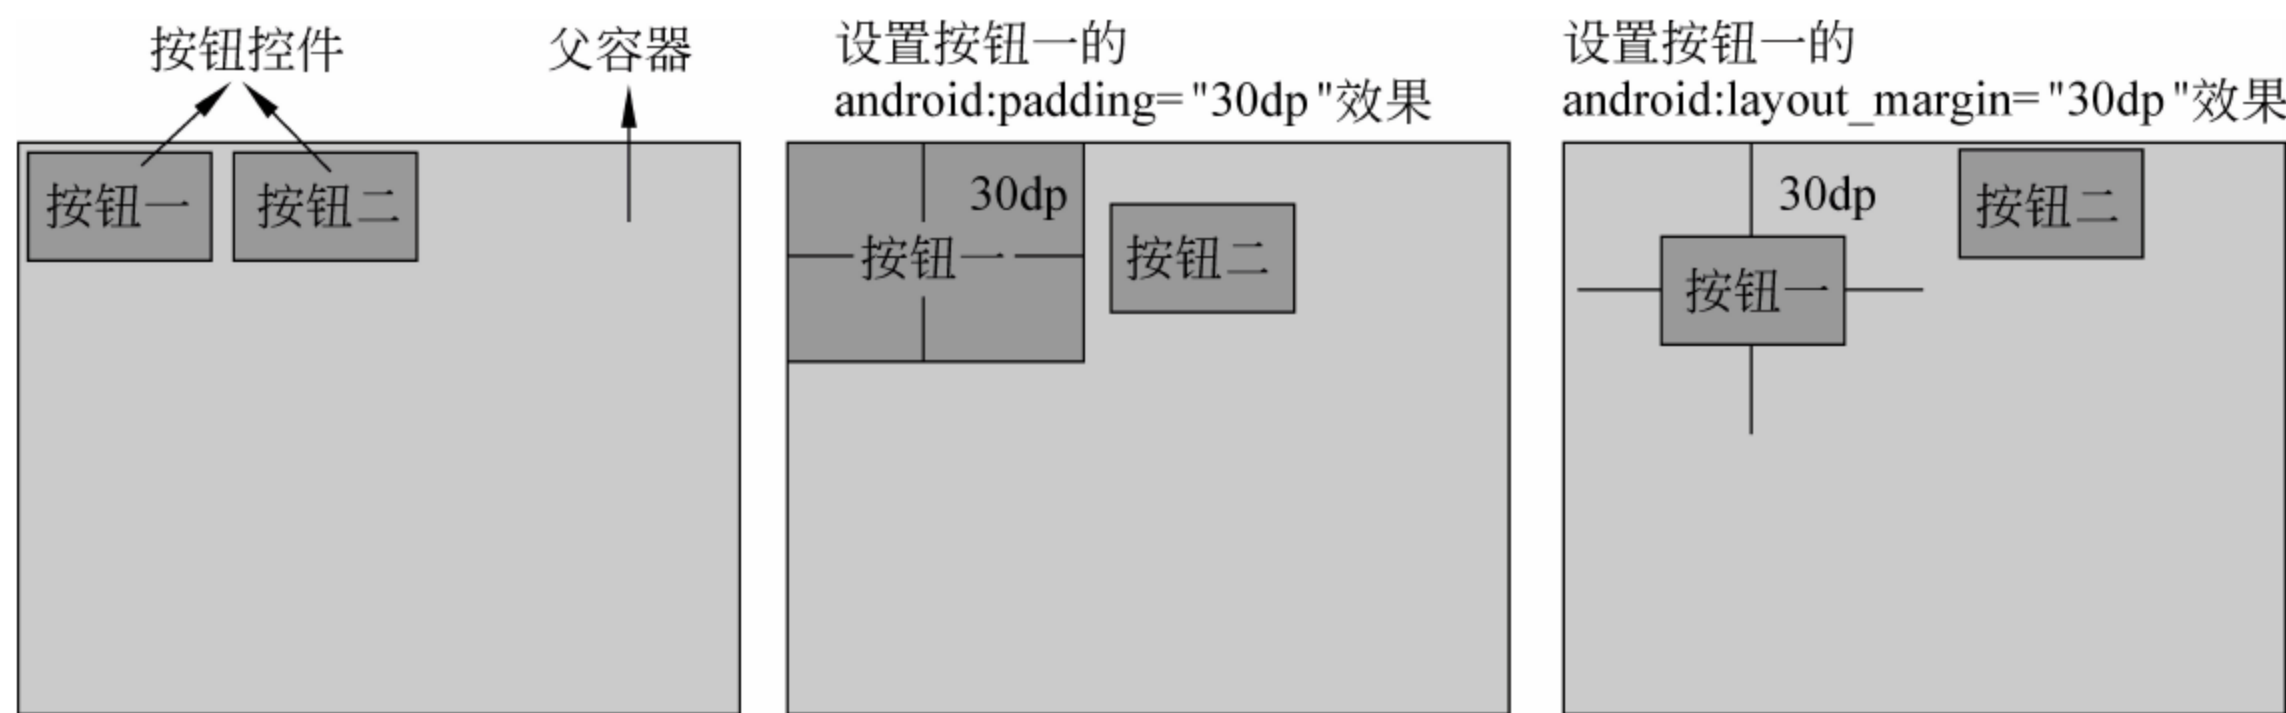 按钮控件
父容器
按钮一
按钮二
设置按钮一的
android:padding="30dp"效果
30dp
按钮一
按钮二
设置按钮一的
android:layout_margin="30dp"效果
30dp
按钮二
按钮一